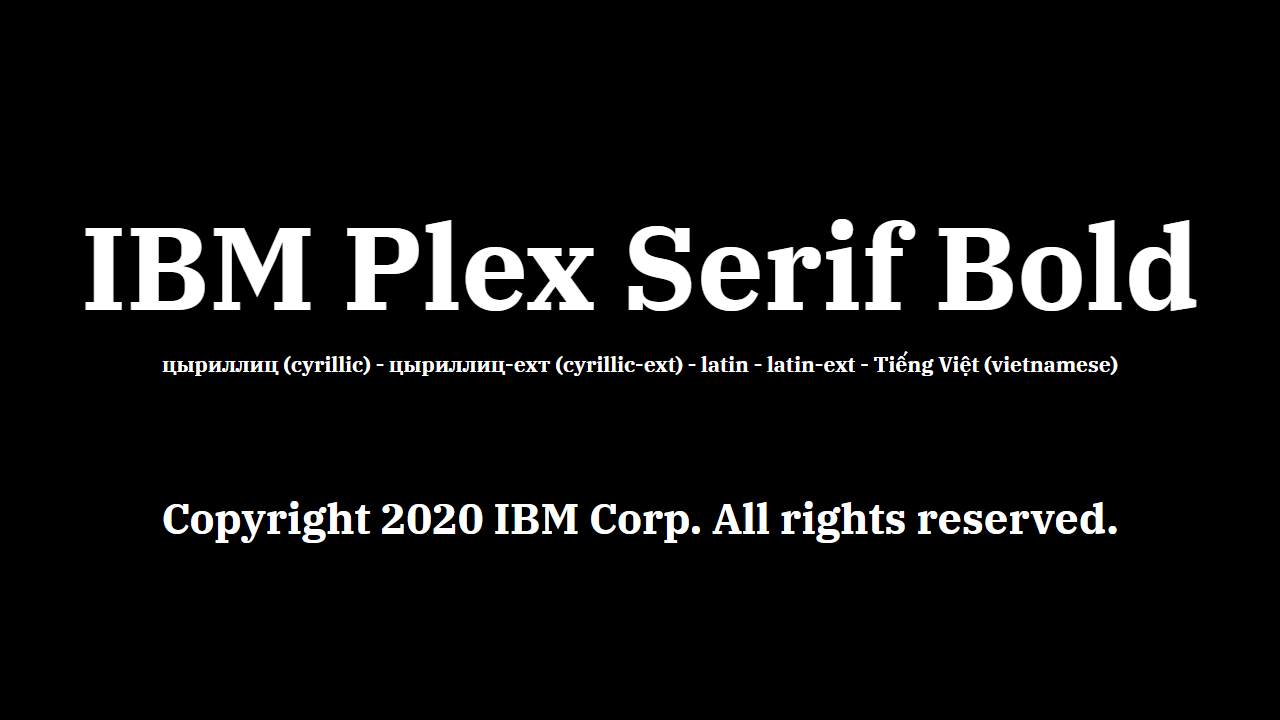 IBM Plex Serif Bold
цыриллиц (cyrillic) - цыриллиц-ехт (cyrillic-ext) - latin - latin-ext - Tiếng Việt (vietnamese)
Copyright 2020 IBM Corp. All rights reserved.